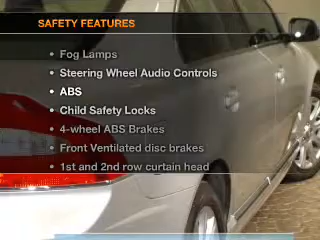 SAFETY FEATURES
• Fog Lamps
• Steering Wheel Audio Controls
• ABS
• Child Safety Locks
• 4-wheel ABS Brakes
• Front Ventilated disc brakes
• 1st and 2nd row curtain head